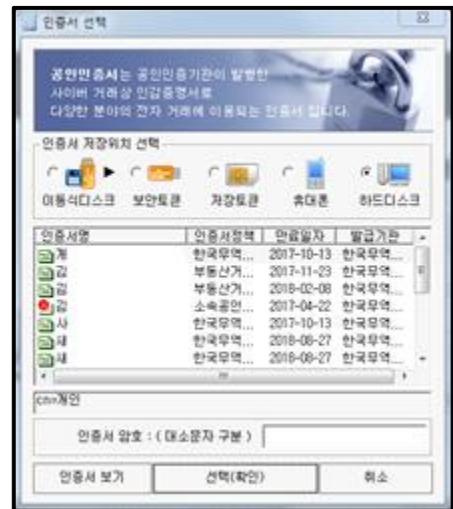 인증서 선택
공인인증서는 공인인증기관이 발행한
사이버 거래상 인감증명서로
다양한 분야의 전자 거래에 이용되는 인증서 입니다.
인증서 저장위치 선택
이동식디스크 보안토큰 저장토큰 휴대폰 하드디스크
인증서명 인증서정책 만료일자 발급기관
개 한국무역... 2017-10-13 한국무역...
김 부동산거... 2017-11-23 한국무역...
김 부동산거... 2018-02-08 한국무역...
김 소속공인... 2017-04-22 한국무역...
사 한국무역... 2017-10-13 한국무역...
재 한국무역... 2018-08-27 한국무역...
재 한국무역... 2018-08-27 한국무역...
cn=개인
인증서 암호 : ( 대소문자 구분 )
인증서 보기 선택(확인) 취소